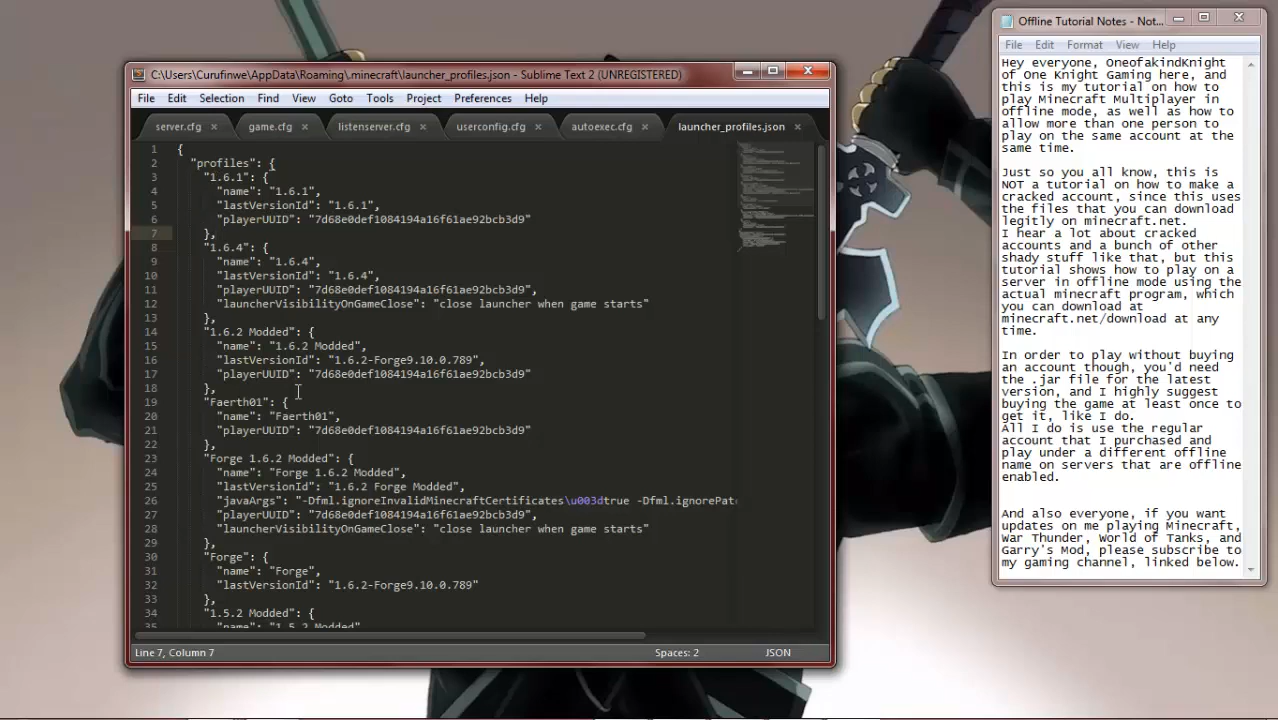 C:\Users\Curufinwe\AppData\Roaming\.minecraft\launcher_profiles.json - Sublime Text 2 (UNREGISTERED)
File Edit Selection Find View Goto Tools Project Preferences Help
server.cfg game.cfg listenserver.cfg userconfig.cfg autoexec.cfg launcher_profiles.json
1 {
2 "profiles": {
3 "1.6.1": {
4 "name": "1.6.1",
5 "lastVersionId": "1.6.1",
6 "playerUUID": "7d68e0def1084194a16f61ae92bcb3d9"
7 },
8 "1.6.4": {
9 "name": "1.6.4",
10 "lastVersionId": "1.6.4",
11 "playerUUID": "7d68e0def1084194a16f61ae92bcb3d9",
12 "launcherVisibilityOnGameClose": "close launcher when game starts"
13 },
14 "1.6.2 Modded": {
15 "name": "1.6.2 Modded",
16 "lastVersionId": "1.6.2-Forge9.10.0.789",
17 "playerUUID": "7d68e0def1084194a16f61ae92bcb3d9"
18 },
19 "Faerth01": {
20 "name": "Faerth01",
21 "playerUUID": "7d68e0def1084194a16f61ae92bcb3d9"
22 },
23 "Forge 1.6.2 Modded": {
24 "name": "Forge 1.6.2 Modded",
25 "lastVersionId": "1.6.2 Forge Modded",
26 "javaArgs": "-Dfml.ignoreInvalidMinecraftCertificates\u003dtrue -Dfml.ignorePatc
27 "playerUUID": "7d68e0def1084194a16f61ae92bcb3d9",
28 "launcherVisibilityOnGameClose": "close launcher when game starts"
29 },
30 "Forge": {
31 "name": "Forge",
32 "lastVersionId": "1.6.2-Forge9.10.0.789"
33 },
34 "1.5.2 Modded": {
35 "name": "1.5.2 Modded"
Line 7, Column 7 Spaces: 2 JSON
Offline Tutorial Notes - Not...
File Edit Format View Help
Hey everyone, OneofakindKnight
of One Knight Gaming here, and
this is my tutorial on how to
play Minecraft Multiplayer in
offline mode, as well as how to
allow more than one person to
play on the same account at the
same time.
Just so you all know, this is
NOT a tutorial on how to make a
cracked account, since this uses
the files that you can download
legitly on minecraft.net.
I hear a lot about cracked
accounts and a bunch of other
shady stuff like that, but this
tutorial shows how to play on a
server in offline mode using the
actual minecraft program, which
you can download at
minecraft.net/download at any
time.
In order to play without buying
an account though, you'd need
the .jar file for the latest
version, and I highly suggest
buying the game at least once to
get it, like I do.
All I do is use the regular
account that I purchased and
play under a different offline
name on servers that are offline
enabled.
And also everyone, if you want
updates on me playing Minecraft,
War Thunder, World of Tanks, and
Garry's Mod, please subscribe to
my gaming channel, linked below.